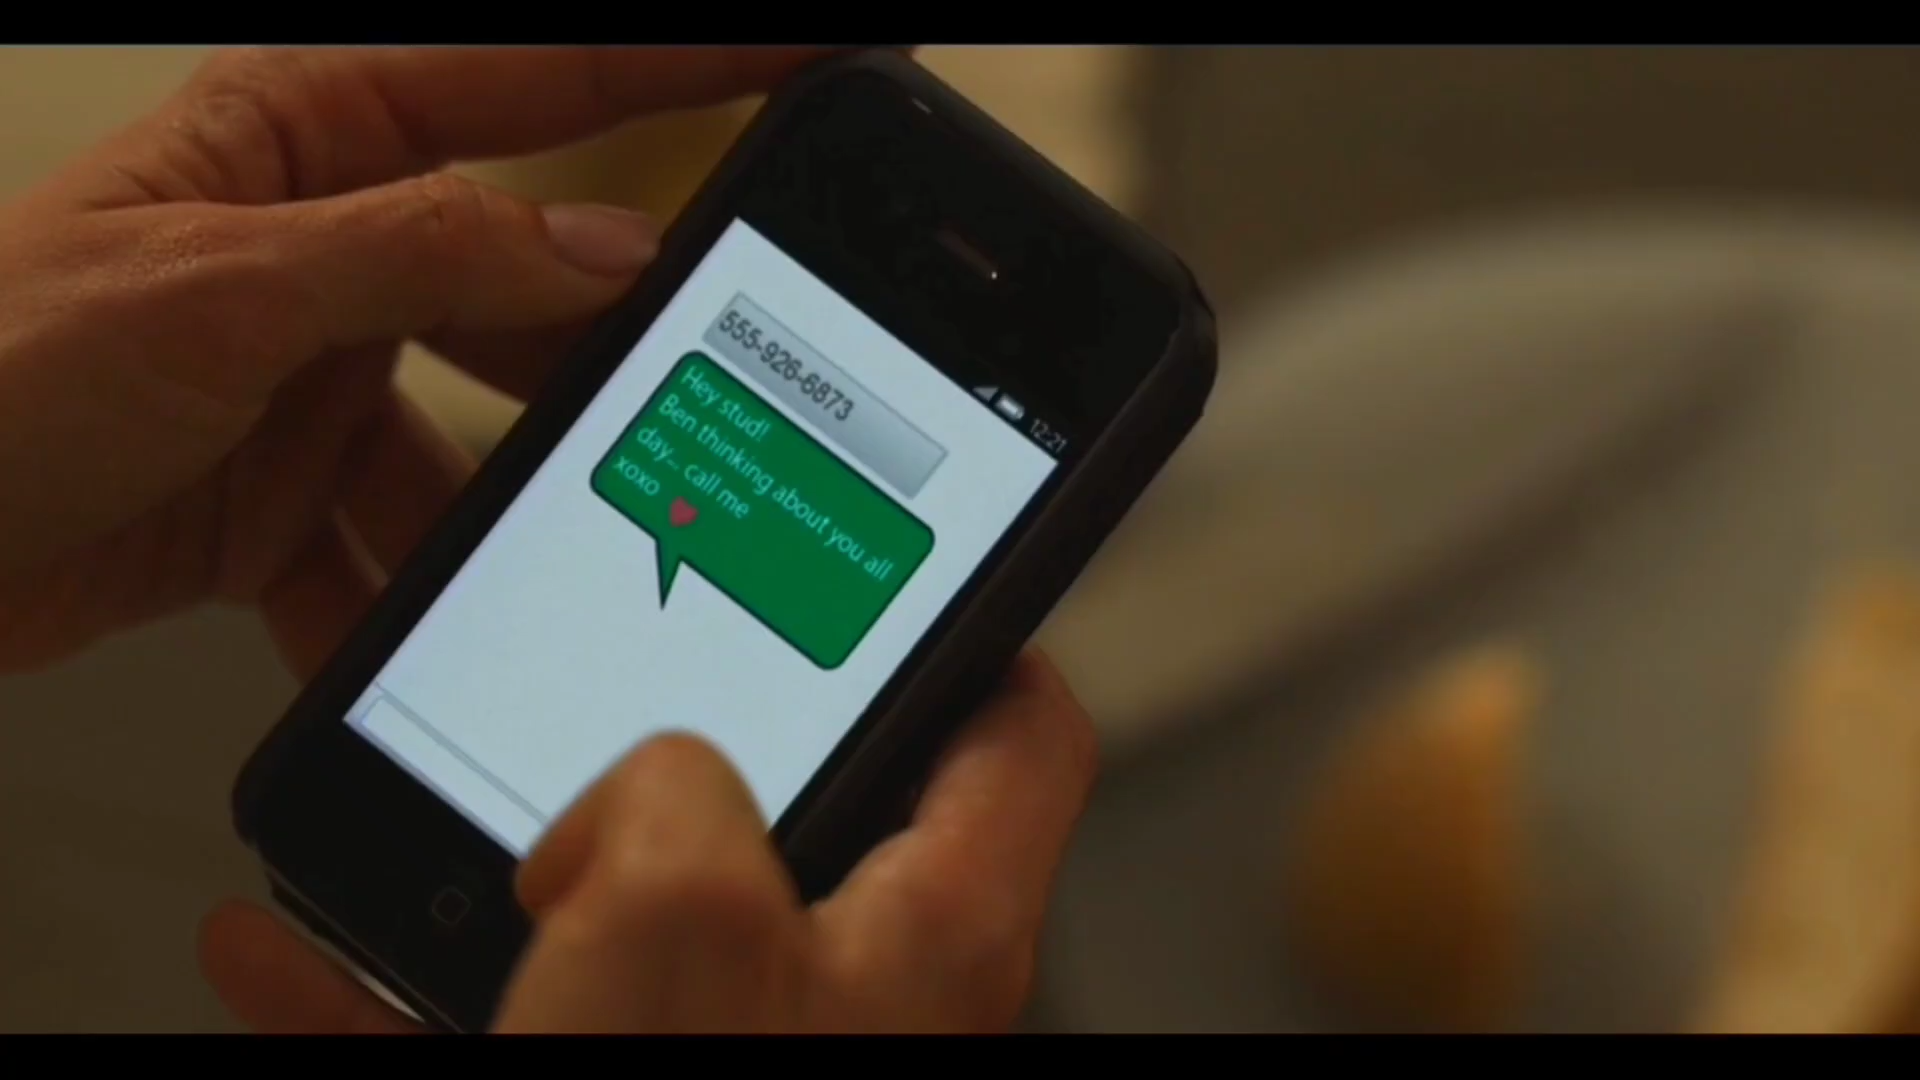 12:21
555-926-6873
Hey stud!
Ben thinking about you all
day... call me
xoxo